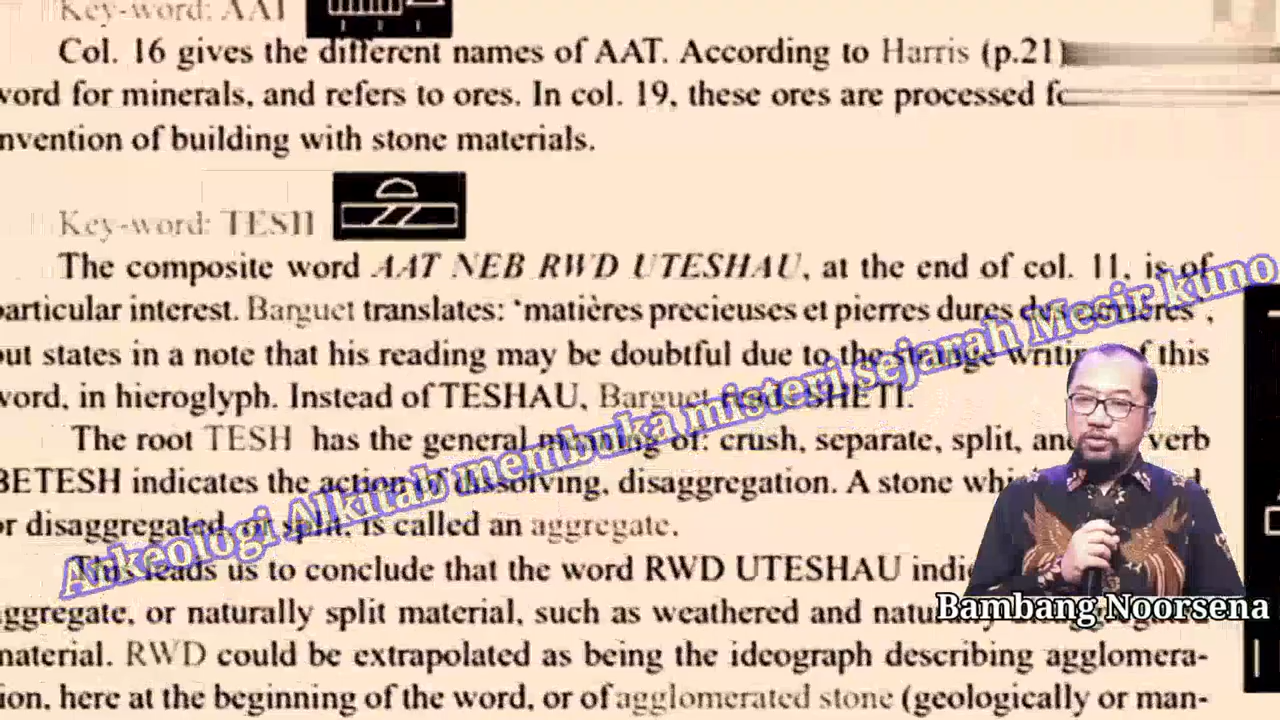 Key-word: AAT
Col. 16 gives the different names of AAT. According to Harris (p.21)
word for minerals, and refers to ores. In col. 19, these ores are processed
nvention of building with stone materials.
Key-word: TESH
The composite word AAT NEB RWD UTESHAU, at the end of col. 11, is of
particular interest. Barguet translates: 'matières precieuses et pierres dures des carrières',
but states in a note that his reading may be doubtful due to the strange writing of this
word, in hieroglyph. Instead of TESHAU, Barguet reads SHETI.
The root TESH has the general meaning of: crush, separate, split, and verb
BETESH indicates the action of dissolving, disaggregation. A stone
or disaggregated, or split, is called an aggregate.
This leads us to conclude that the word RWD UTESHAU
aggregate, or naturally split material, such as weathered and
material. RWD could be extrapolated as being the ideograph describing agglomera-
ion, here at the beginning of the word, or of agglomerated stone (geologically or man-
Arkeologi Alkitab membuka misteri sejarah Mesir kuno
Bambang Noorsena